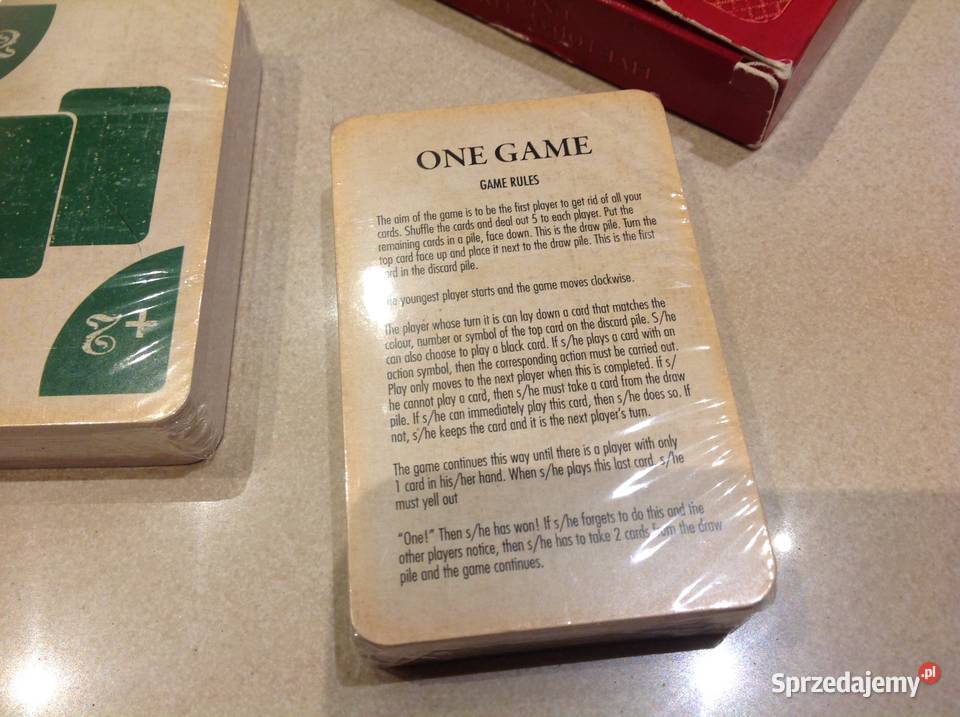 ONE GAME
GAME RULES
The aim of the game is to be the first player to get rid of all your
cards. Shuffle the cards and deal out 5 to each player. Put the
remaining cards in a pile, face down. This is the draw pile. Turn the
top card face up and place it next to the draw pile. This is the first
in the discard pile.
youngest player starts and the game moves clockwise.
The player whose turn it is can lay down a card that matches the
colour, number or symbol of the top card on the discard pile. S/he
can also choose to play a black card. If s/he plays a card with an
action symbol, then the corresponding action must be carried out.
Play only moves to the next player when this is completed. If s/
he cannot play a card, then s/he must take a card from the draw
pile. If s/he can immediately play this card, then s/he does so. If
not, s/he keeps the card and it is the next player's turn.
The game continues this way until there is a player with only
1 card in his/her hand. When s/he plays this last card, s/he
must yell out
"One!" Then s/he has won! If s/he forgets to do this and the
other players notice, then s/he has to take 2 cards from the draw
pile and the game continues.
+2
Sprzedajemy.pl